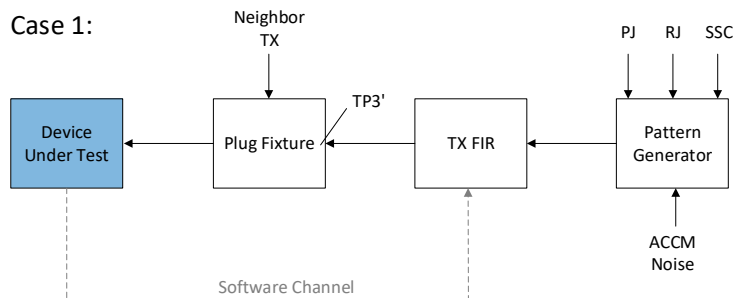 Case 1:
Neighbor
TX
PJ
RJ
SSC
TP3'
Device
Under Test
Plug Fixture
TX FIR
Pattern
Generator
ACCM
Noise
Software Channel